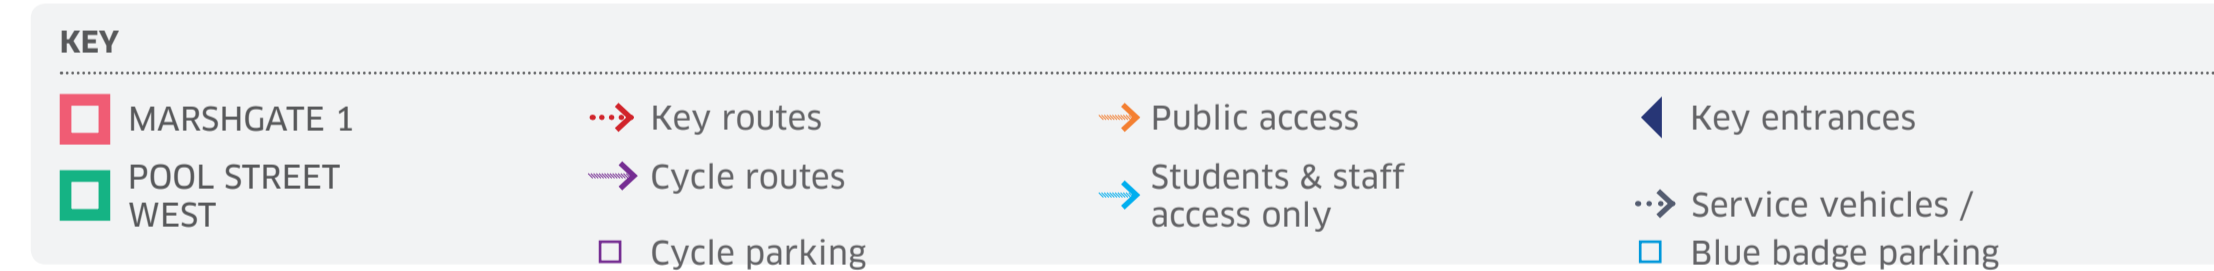 KEY
MARSHGATE 1
POOL STREET
WEST
Key routes
Cycle routes
Cycle parking
Public access
Students & staff
access only
Key entrances
Service vehicles /
Blue badge parking